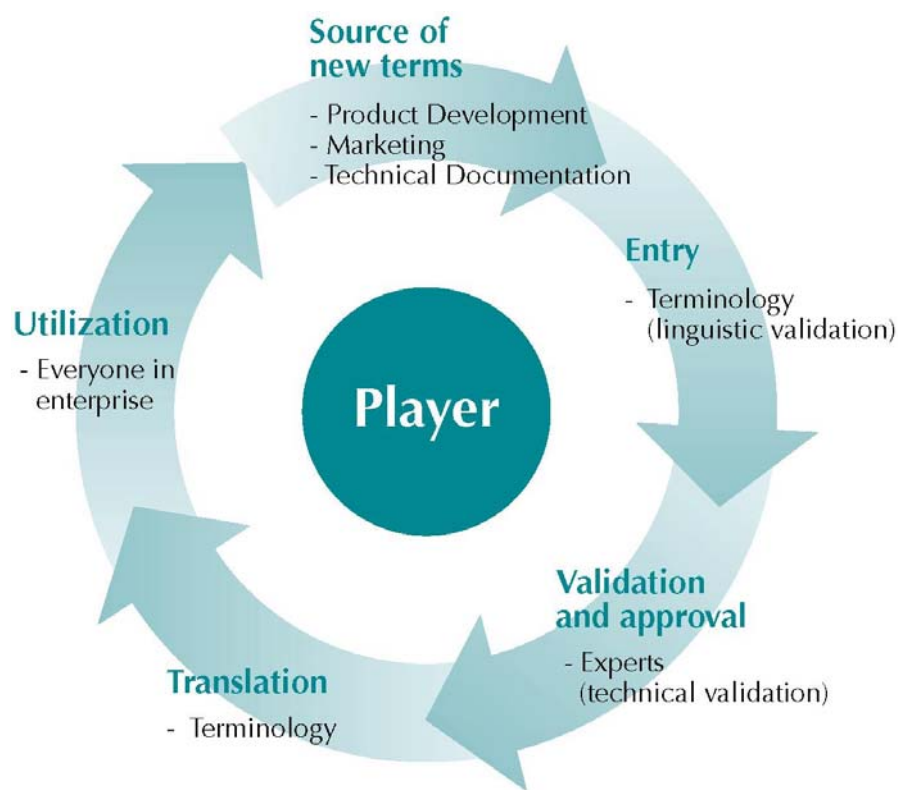 Source of
new terms
- Product Development
- Marketing
- Technical Documentation
Entry
- Terminology
(linguistic validation)
Validation
and approval
- Experts
(technical validation)
Translation
- Terminology
Utilization
- Everyone in
enterprise
Player